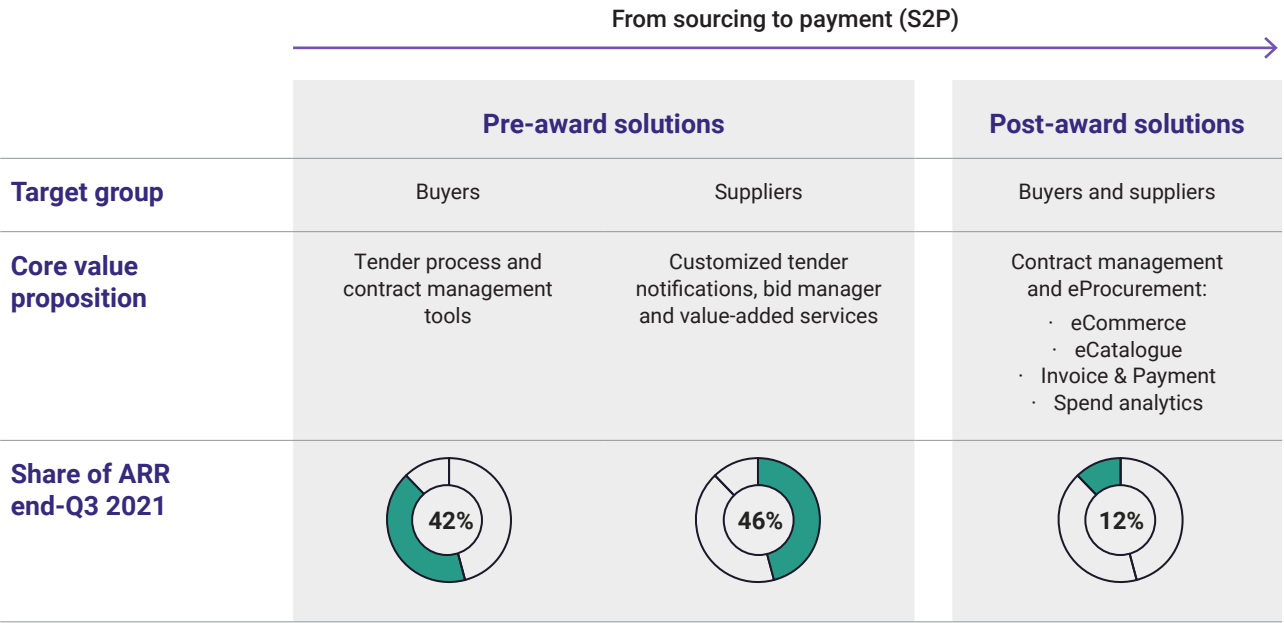 From sourcing to payment (S2P)
Pre-award solutions
Post-award solutions
Target group
Buyers
Suppliers
Buyers and suppliers
Core value
proposition
Tender process and
contract management
tools
Customized tender
notifications, bid manager
and value-added services
Contract management
and eProcurement:
· eCommerce
· eCatalogue
· Invoice & Payment
· Spend analytics
Share of ARR
end-Q3 2021
42%
46%
12%